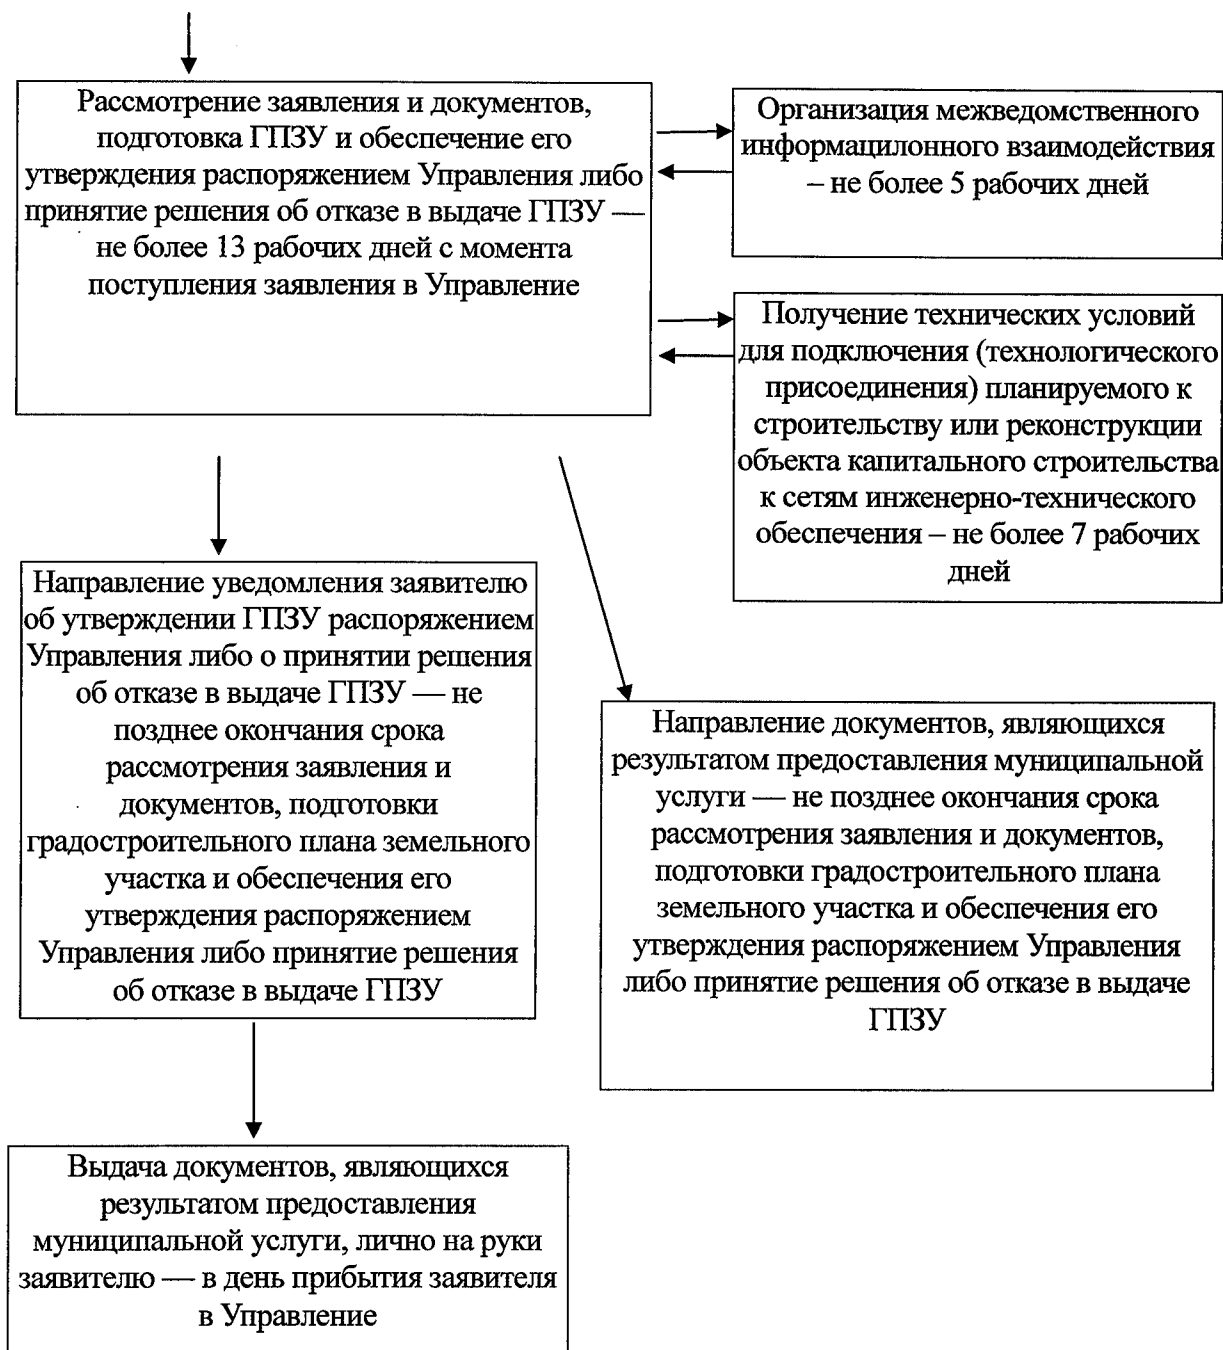 Рассмотрение заявления и документов,
подготовка ГПЗУ и обеспечение его
утверждения распоряжением Управления либо
принятие решения об отказе в выдаче ГПЗУ —
не более 13 рабочих дней с момента
поступления заявления в Управление
Организация межведомственного
информацилонного взаимодействия
– не более 5 рабочих дней
Получение технических условий
для подключения (технологического
присоединения) планируемого к
строительству или реконструкции
объекта капитального строительства
к сетям инженерно-технического
обеспечения – не более 7 рабочих
дней
Направление уведомления заявителю
об утверждении ГПЗУ распоряжением
Управления либо о принятии решения
об отказе в выдаче ГПЗУ — не
позднее окончания срока
рассмотрения заявления и
документов, подготовки
градостроительного плана земельного
участка и обеспечения его
утверждения распоряжением
Управления либо принятие решения
об отказе в выдаче ГПЗУ
Направление документов, являющихся
результатом предоставления муниципальной
услуги — не позднее окончания срока
рассмотрения заявления и документов,
подготовки градостроительного плана
земельного участка и обеспечения его
утверждения распоряжением Управления
либо принятие решения об отказе в выдаче
ГПЗУ
Выдача документов, являющихся
результатом предоставления
муниципальной услуги, лично на руки
заявителю — в день прибытия заявителя
в Управление